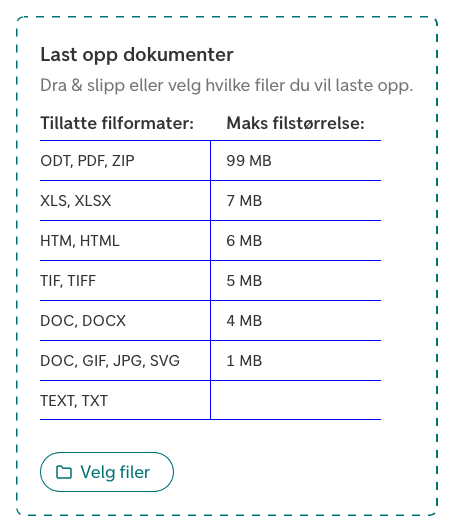 Last opp dokumenter
Dra & slipp eller velg hvilke filer du vil laste opp.
Tillatte filformater: Maks filstørrelse:
ODT, PDF, ZIP 99 MB
XLS, XLSX 7 MB
HTM, HTML 6 MB
TIF, TIFF 5 MB
DOC, DOCX 4 MB
DOC, GIF, JPG, SVG 1 MB
TEXT, TXT
Velg filer